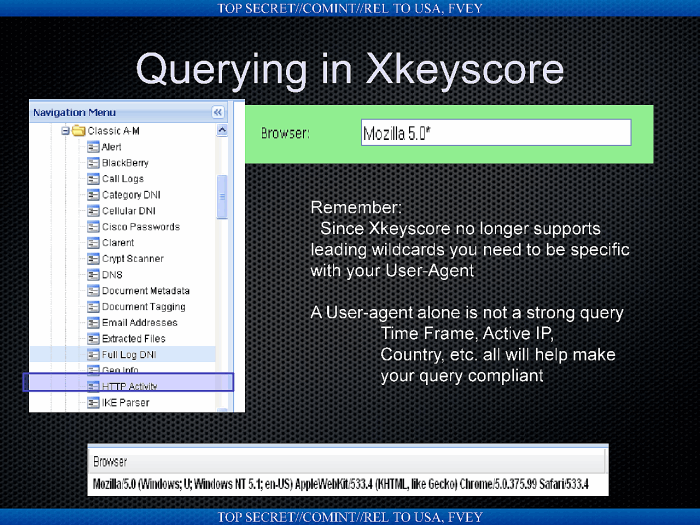 TOP SECRET//COMINT//REL TO USA, FVEY
Querying in Xkeyscore
Navigation Menu
Classic A-M
Alert
BlackBerry
Call Logs
Category DNI
Cellular DNI
Cisco Passwords
Clarent
Crypt Scanner
DNS
Document Metadata
Document Tagging
Email Addresses
Extracted Files
Full Log DNI
Geo Info
HTTP Activity
IKE Parser
Browser: Mozilla 5.0*
Remember:
Since Xkeyscore no longer supports
leading wildcards you need to be specific
with your User-Agent
A User-agent alone is not a strong query
Time Frame, Active IP,
Country, etc. all will help make
your query compliant
Browser
Mozilla/5.0 (Windows; U; Windows NT 5.1; en-US) AppleWebKit/533.4 (KHTML, like Gecko) Chrome/5.0.375.99 Safari/533.4
TOP SECRET//COMINT//REL TO USA, FVEY